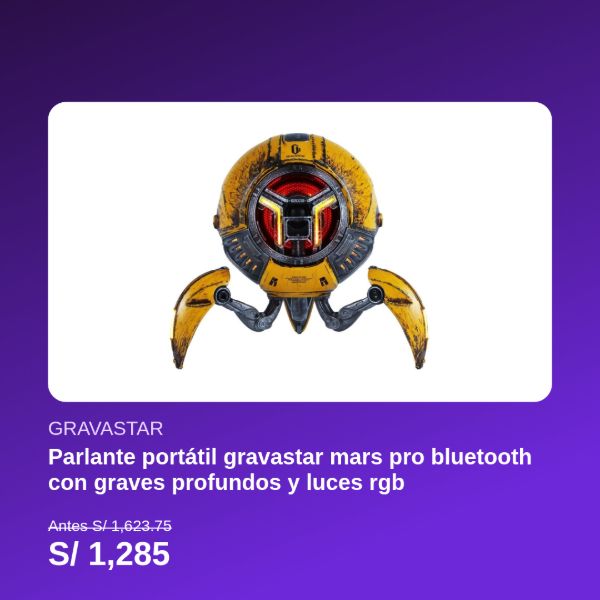 GRAVASTAR
Parlante portátil gravastar mars pro bluetooth
con graves profundos y luces rgb
Antes S/ 1,623.75
S/ 1,285